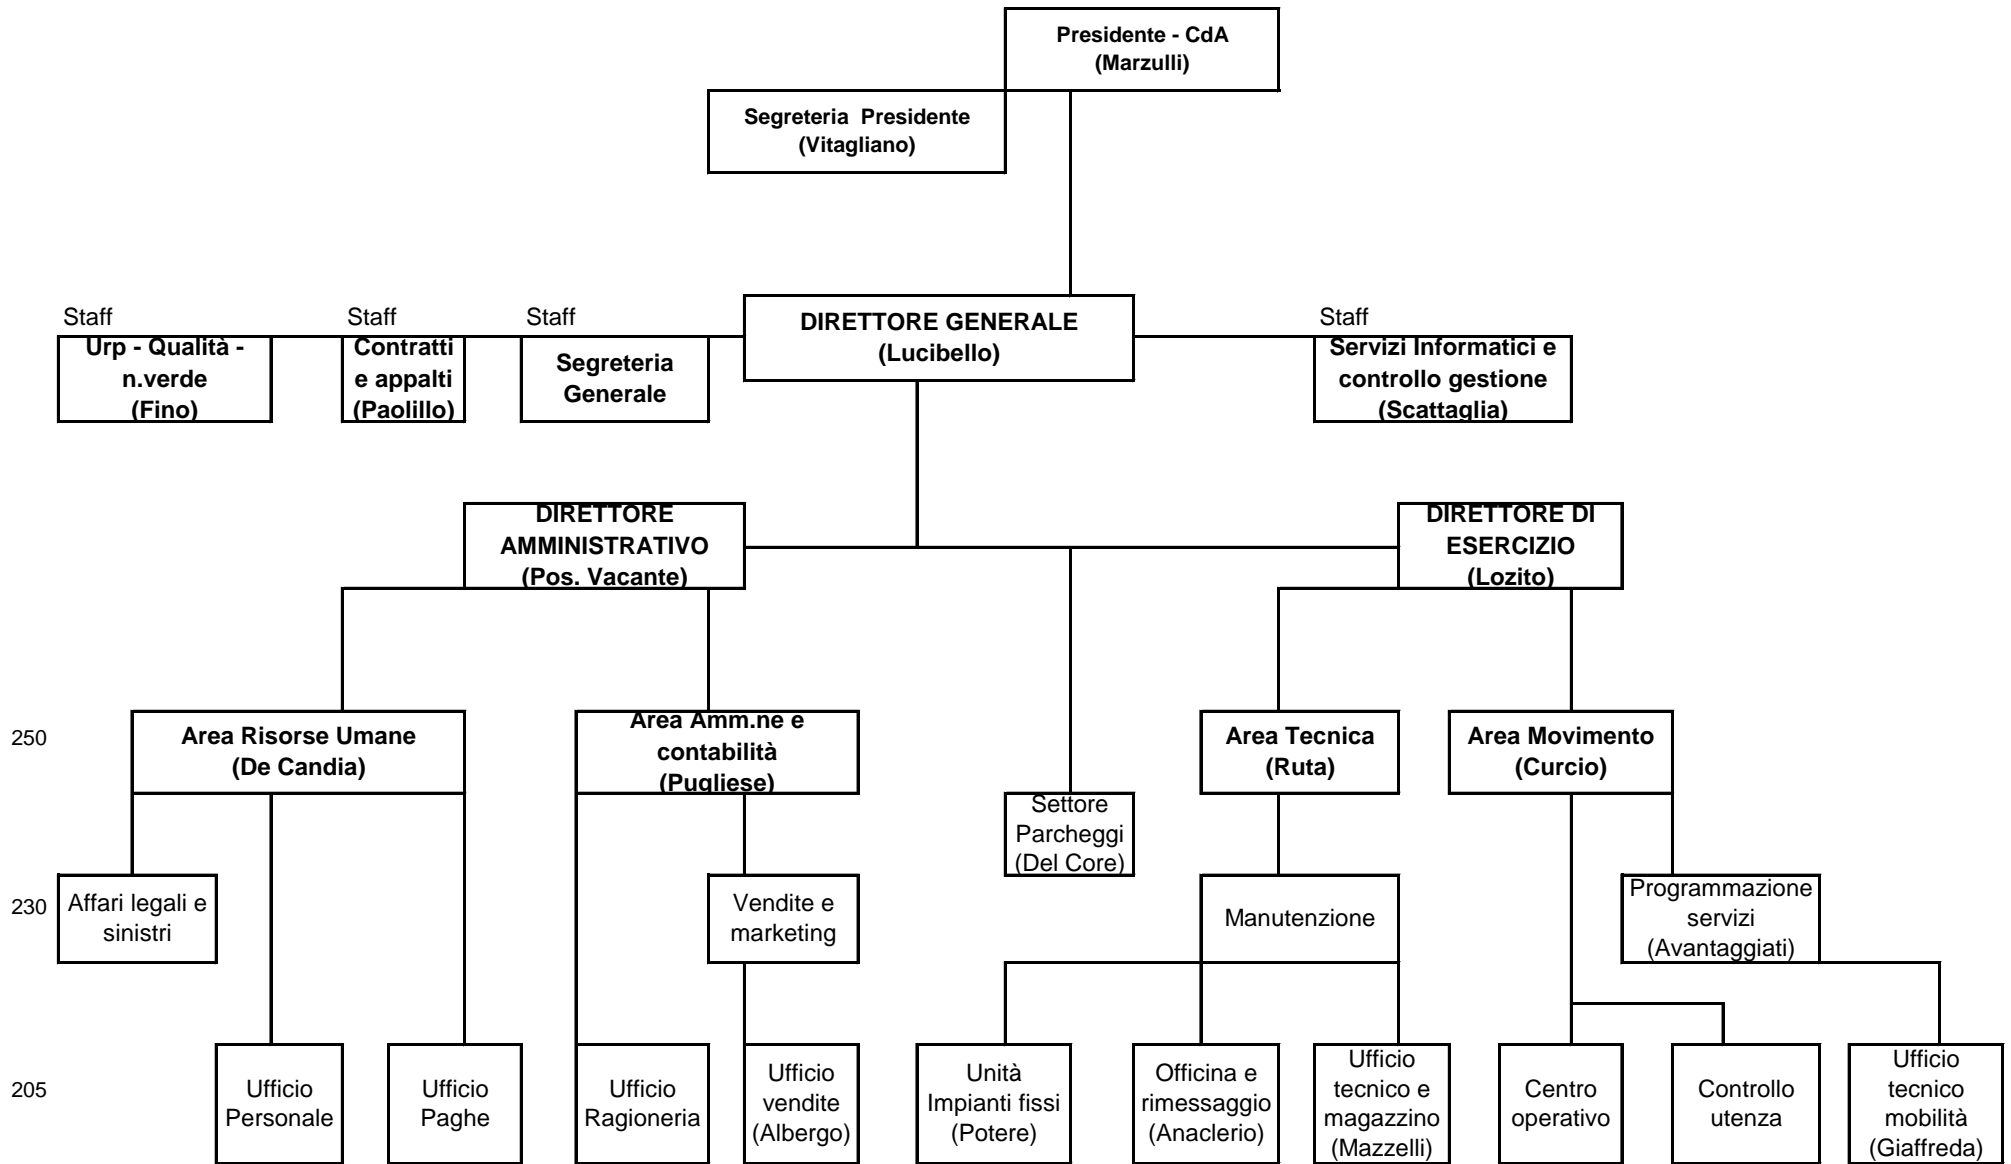 Presidente - CdA
(Marzulli)
Segreteria  Presidente
(Vitagliano)
Staff
Staff
Staff
Staff
Urp - Qualità -
n.verde
(Fino)
Contratti
e appalti
(Paolillo)
Segreteria
Generale
DIRETTORE GENERALE
(Lucibello)
Servizi Informatici e
controllo gestione
(Scattaglia)
DIRETTORE
AMMINISTRATIVO
(Pos. Vacante)
DIRETTORE DI
ESERCIZIO
(Lozito)
250
Area Risorse Umane
(De Candia)
Area Amm.ne e
contabilità
(Pugliese)
Area Tecnica
(Ruta)
Area Movimento
(Curcio)
Settore
Parcheggi
(Del Core)
230
Affari legali e
sinistri
Vendite e
marketing
Manutenzione
Programmazione
servizi
(Avantaggiati)
205
Ufficio
Personale
Ufficio
Paghe
Ufficio
Ragioneria
Ufficio
vendite
(Albergo)
Unità
Impianti fissi
(Potere)
Officina e
rimessaggio
(Anaclerio)
Ufficio
tecnico e
magazzino
(Mazzelli)
Centro
operativo
Controllo
utenza
Ufficio
tecnico
mobilità
(Giaffreda)